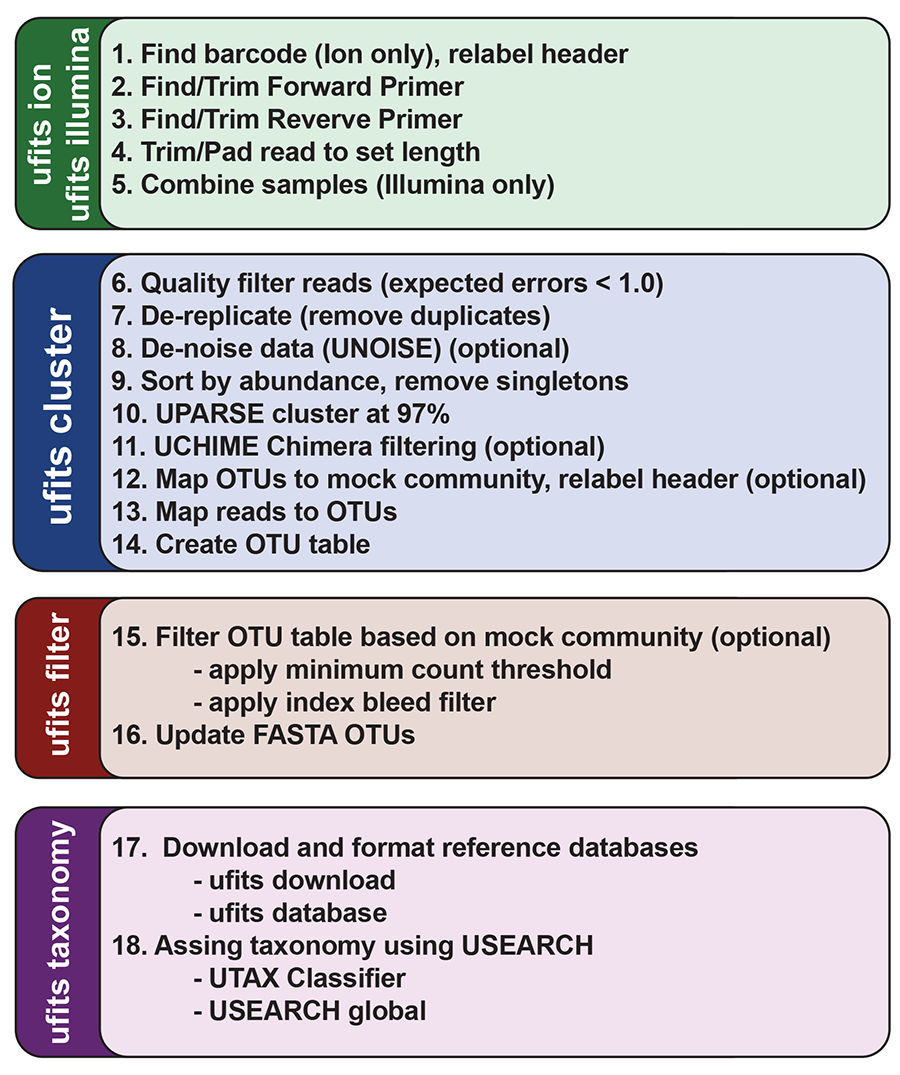 ufits ion
ufits illumina
1. Find barcode (Ion only), relabel header
2. Find/Trim Forward Primer
3. Find/Trim Reverve Primer
4. Trim/Pad read to set length
5. Combine samples (Illumina only)
ufits cluster
6. Quality filter reads (expected errors < 1.0)
7. De-replicate (remove duplicates)
8. De-noise data (UNOISE) (optional)
9. Sort by abundance, remove singletons
10. UPARSE cluster at 97%
11. UCHIME Chimera filtering (optional)
12. Map OTUs to mock community, relabel header (optional)
13. Map reads to OTUs
14. Create OTU table
ufits filter
15. Filter OTU table based on mock community (optional)
- apply minimum count threshold
- apply index bleed filter
16. Update FASTA OTUs
ufits taxonomy
17. Download and format reference databases
- ufits download
- ufits database
18. Assing taxonomy using USEARCH
- UTAX Classifier
- USEARCH global